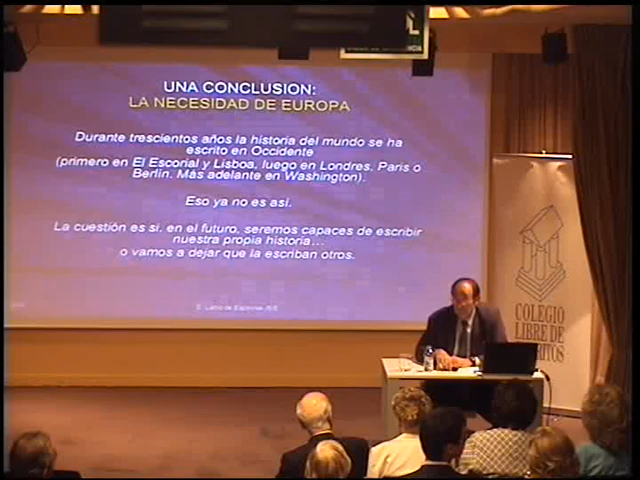 UNA CONCLUSION:
LA NECESIDAD DE EUROPA
Durante trescientos años la historia del mundo se ha
escrito en Occidente
(primero en El Escorial y Lisboa, luego en Londres, Paris o
Berlín. Más adelante en Washington).
Eso ya no es así.
La cuestión es si, en el futuro, seremos capaces de escribir
nuestra propia historia...
o vamos a dejar que la escriban otros.
COLEGIO
LIBRE DE